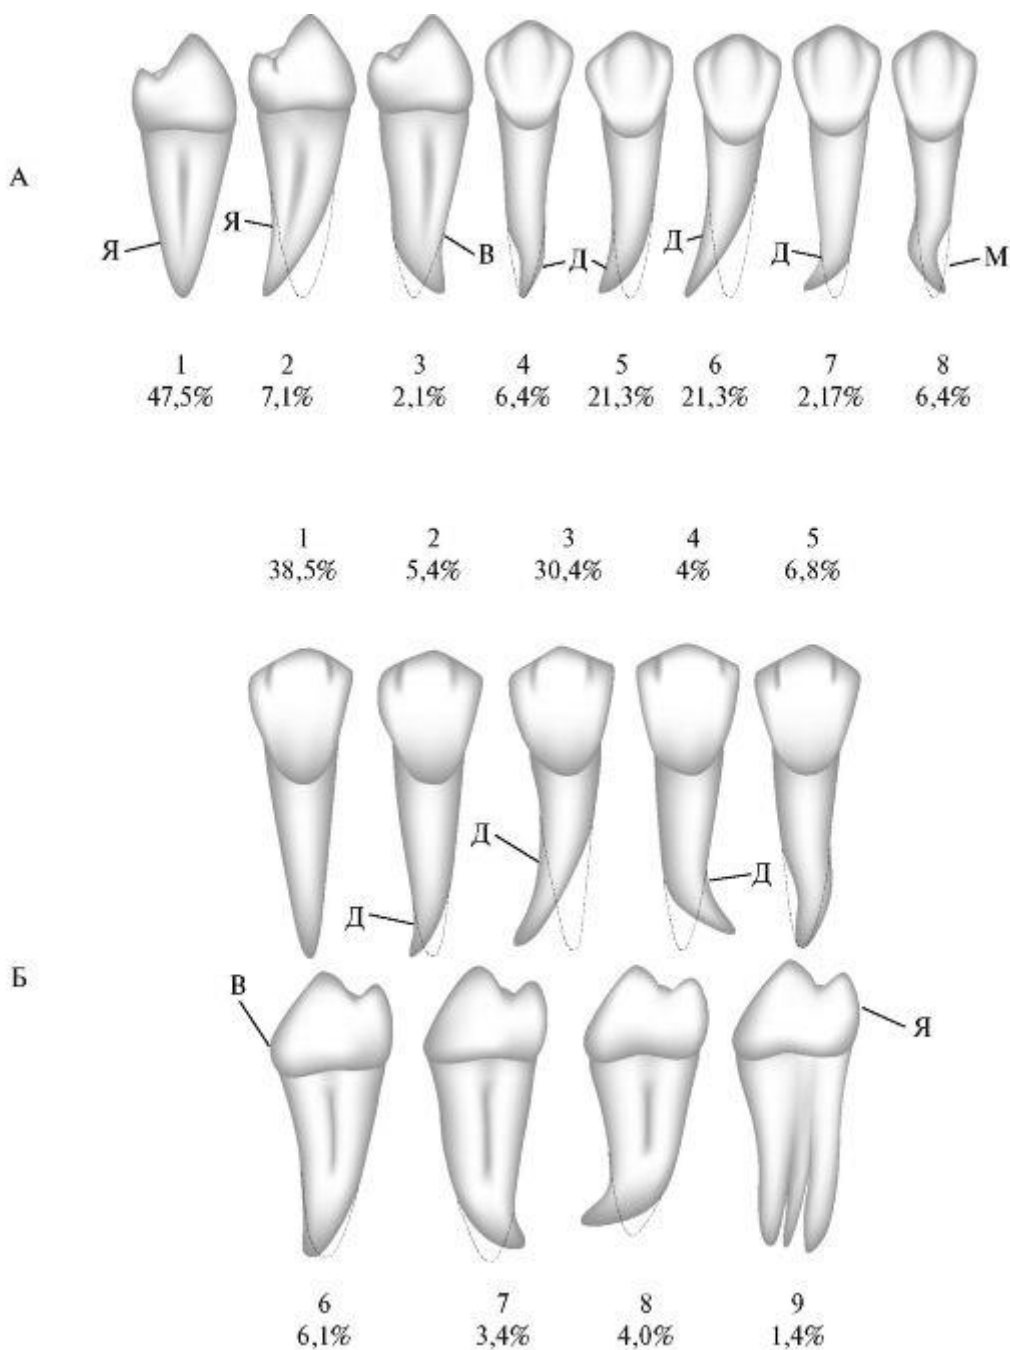 А
Я
Я
В
Д
Д
Д
М
1 2 3 4 5 6 7 8
47,5% 7,1% 2,1% 6,4% 21,3% 21,3% 2,17% 6,4%
1 2 3 4 5
38,5% 5,4% 30,4% 4% 6,8%
Д
Д
Д
Б
В
Я
6 7 8 9
6,1% 3,4% 4,0% 1,4%